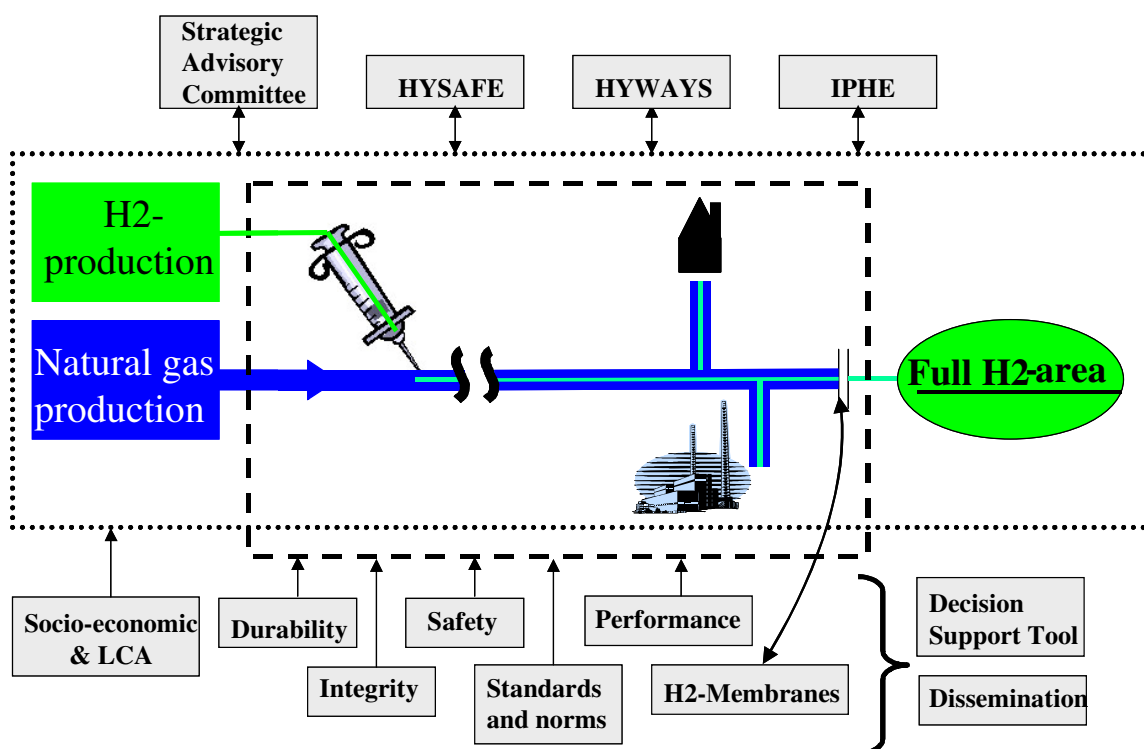 Strategic
Advisory
Committee
HYSAFE
HYWAYS
IPHE
H2-
production
Natural gas
production
Full H2-area
Socio-economic
& LCA
Durability
Integrity
Safety
Standards
and norms
Performance
H2-Membranes
Decision
Support Tool
Dissemination